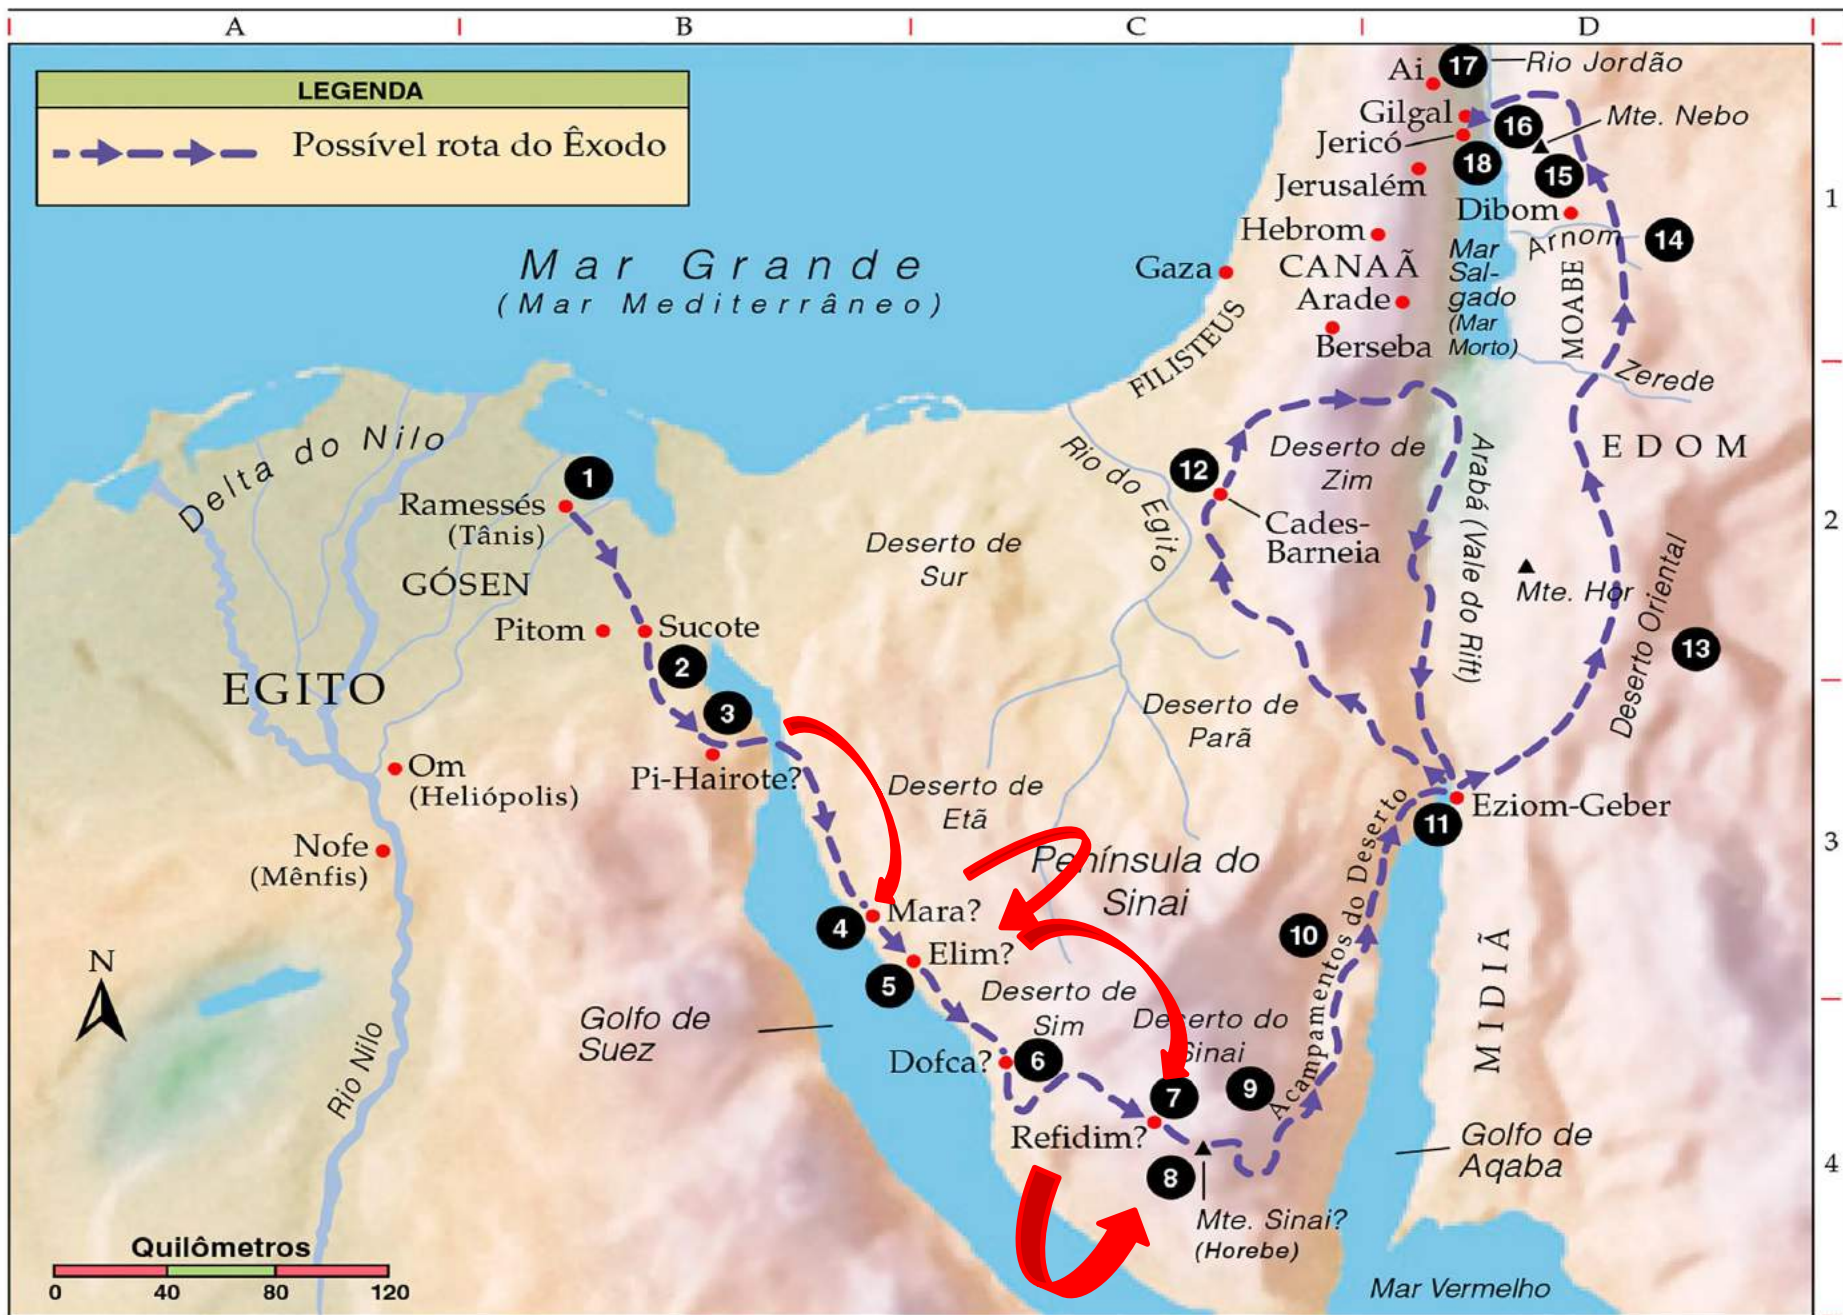 A
B
C
D
LEGENDA
Possível rota do Êxodo
Mar Grande
(Mar Mediterrâneo)
Ai
17
Rio Jordão
Gilgal
16
Mte. Nebo
Jericó
18
15
Jerusalém
1
Dibom
Arnom
14
Hebrom
Gaza
CANAÃ
Mar
Sal-
gado
(Mar
Morto)
MOABE
Arade
Berseba
FILISTEUS
Zerede
Delta do Nilo
1
Ramessés
(Tânis)
GÓSEN
Pitom
Sucote
2
EGITO
3
Pi-Hairote?
Om
(Heliópolis)
Nofe
(Mênfis)
Rio do Egito
12
Deserto de
Zim
Cades-
Barneia
Deserto de
Sur
Arabá (Vale do Rift)
EDOM
2
Mte. Hor
Deserto Oriental
13
Deserto de
Parã
Deserto de
Etã
Eziom-Geber
11
Península do
Sinai
3
4
Mara?
5
Elim?
10
Acampamentos do Deserto
MIDIÃ
N
Rio Nilo
Golfo de
Suez
Deserto de
Sim
Deserto do
Sinai
Dofca?
6
7
9
Refidim?
8
Mte. Sinai?
(Horebe)
Golfo de
Aqaba
4
Mar Vermelho
Quilômetros
0 40 80 120